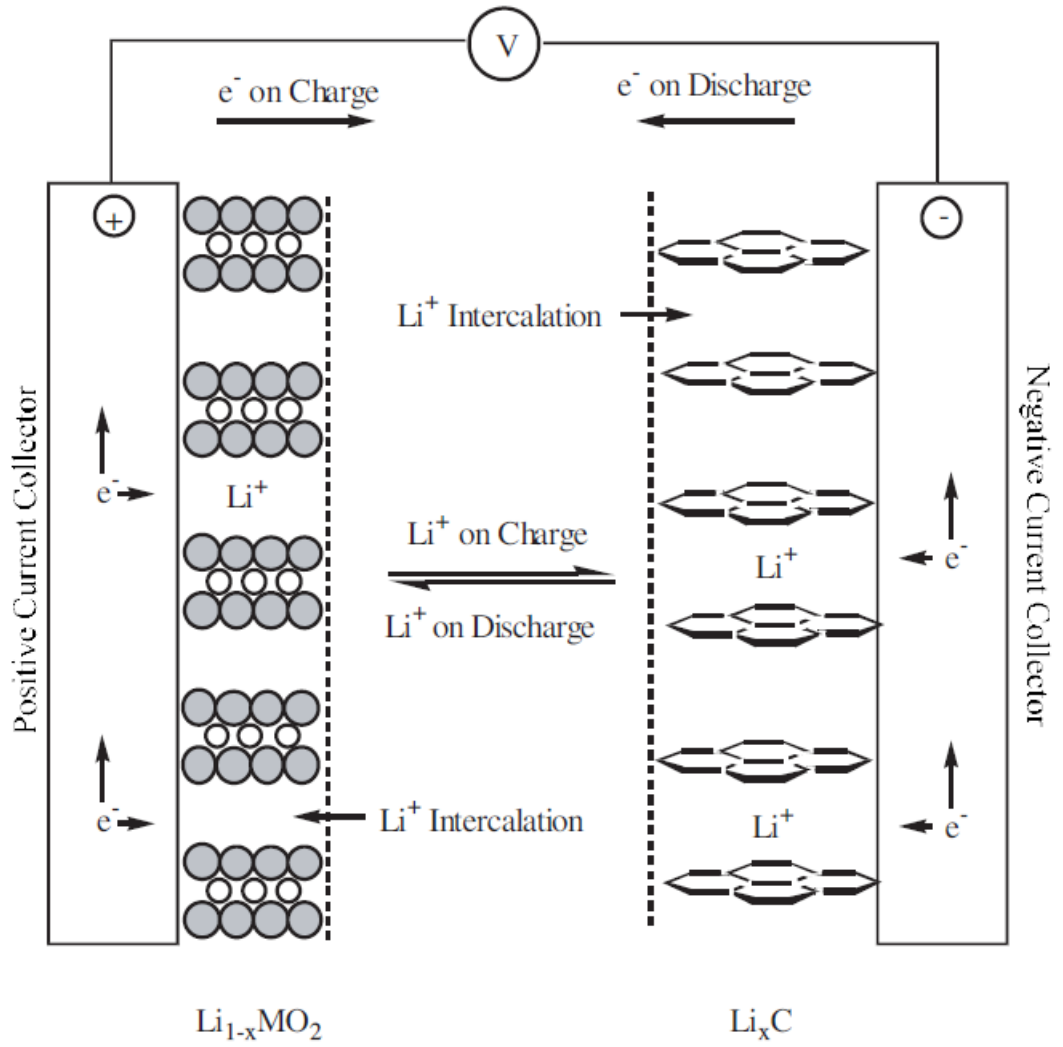 V
e⁻ on Charge
e⁻ on Discharge
+
-
Li⁺ Intercalation
Positive Current Collector
Negative Current Collector
e⁻
Li⁺
Li⁺ on Charge
Li⁺ on Discharge
Li⁺
e⁻
e⁻
Li⁺ Intercalation
Li⁺
e⁻
Li₁₋ₓMO₂
LiₓC